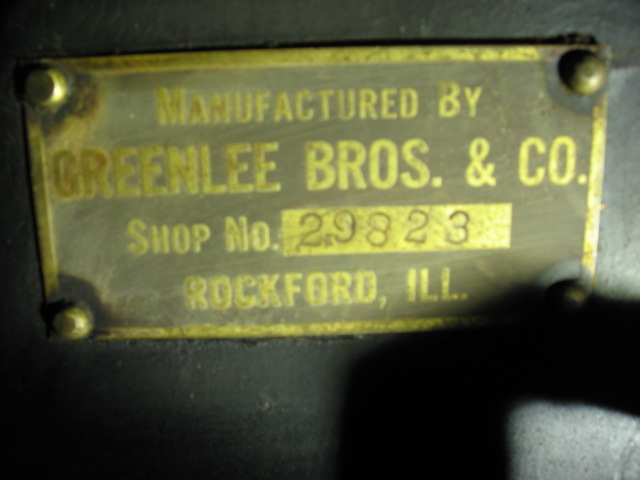 MANUFACTURED BY
GREENLEE BROS. & CO.
SHOP NO. 29823
ROCKFORD, ILL.